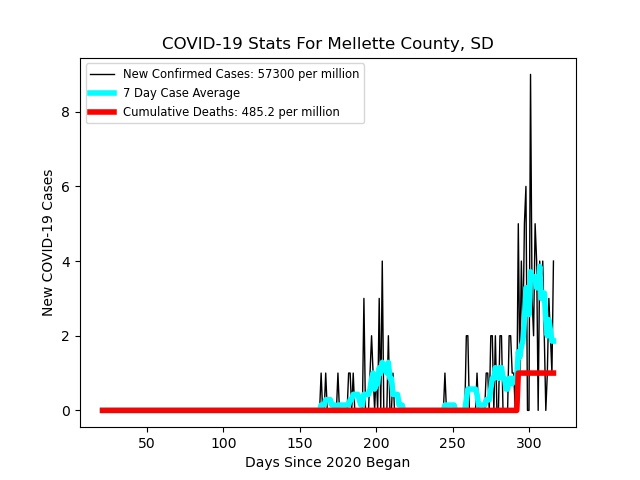 COVID-19 Stats For Mellette County, SD
New Confirmed Cases: 57300 per million
7 Day Case Average
Cumulative Deaths: 485.2 per million
New COVID-19 Cases
8
6
4
2
0
50 100 150 200 250 300
Days Since 2020 Began